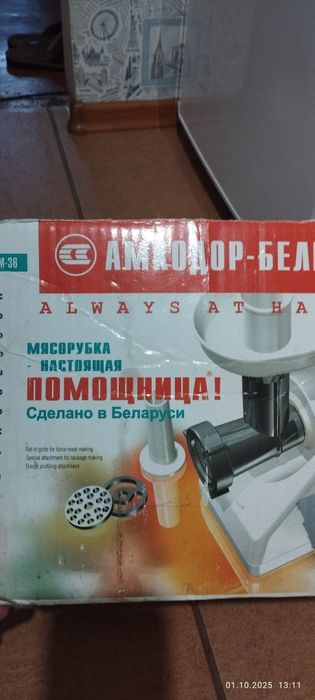 М-38
АМКОДОР-БЕЛ
ALWAYS AT HA
МЯСОРУБКА
- НАСТОЯЩАЯ
ПОМОЩНИЦА!
Сделано в Беларуси
Set of grids for force-meat making
Special attachment for sausage making
Dough profiling attachment
01.10.2025 13:11